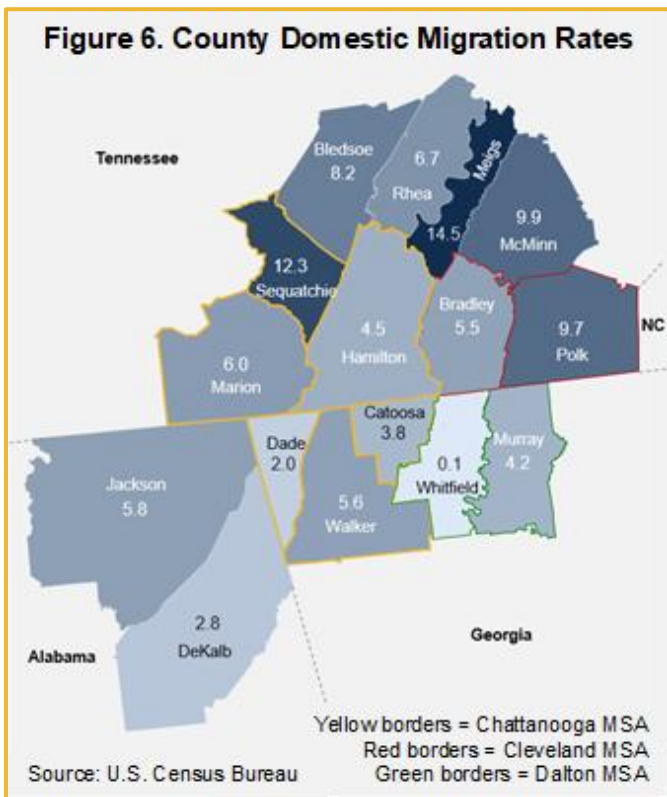 Figure 6. County Domestic Migration Rates
Tennessee
Bledsoe
8.2
6.7
Rhea
Meigs
14.5
9.9
McMinn
12.3
Sequatchie
4.5
Hamilton
Bradley
5.5
9.7
Polk
NC
6.0
Marion
Dade
2.0
Catoosa
3.8
Murray
4.2
0.1
Whitfield
Jackson
5.8
5.6
Walker
2.8
DeKalb
Alabama
Georgia
Yellow borders = Chattanooga MSA
Red borders = Cleveland MSA
Source: U.S. Census Bureau
Green borders = Dalton MSA